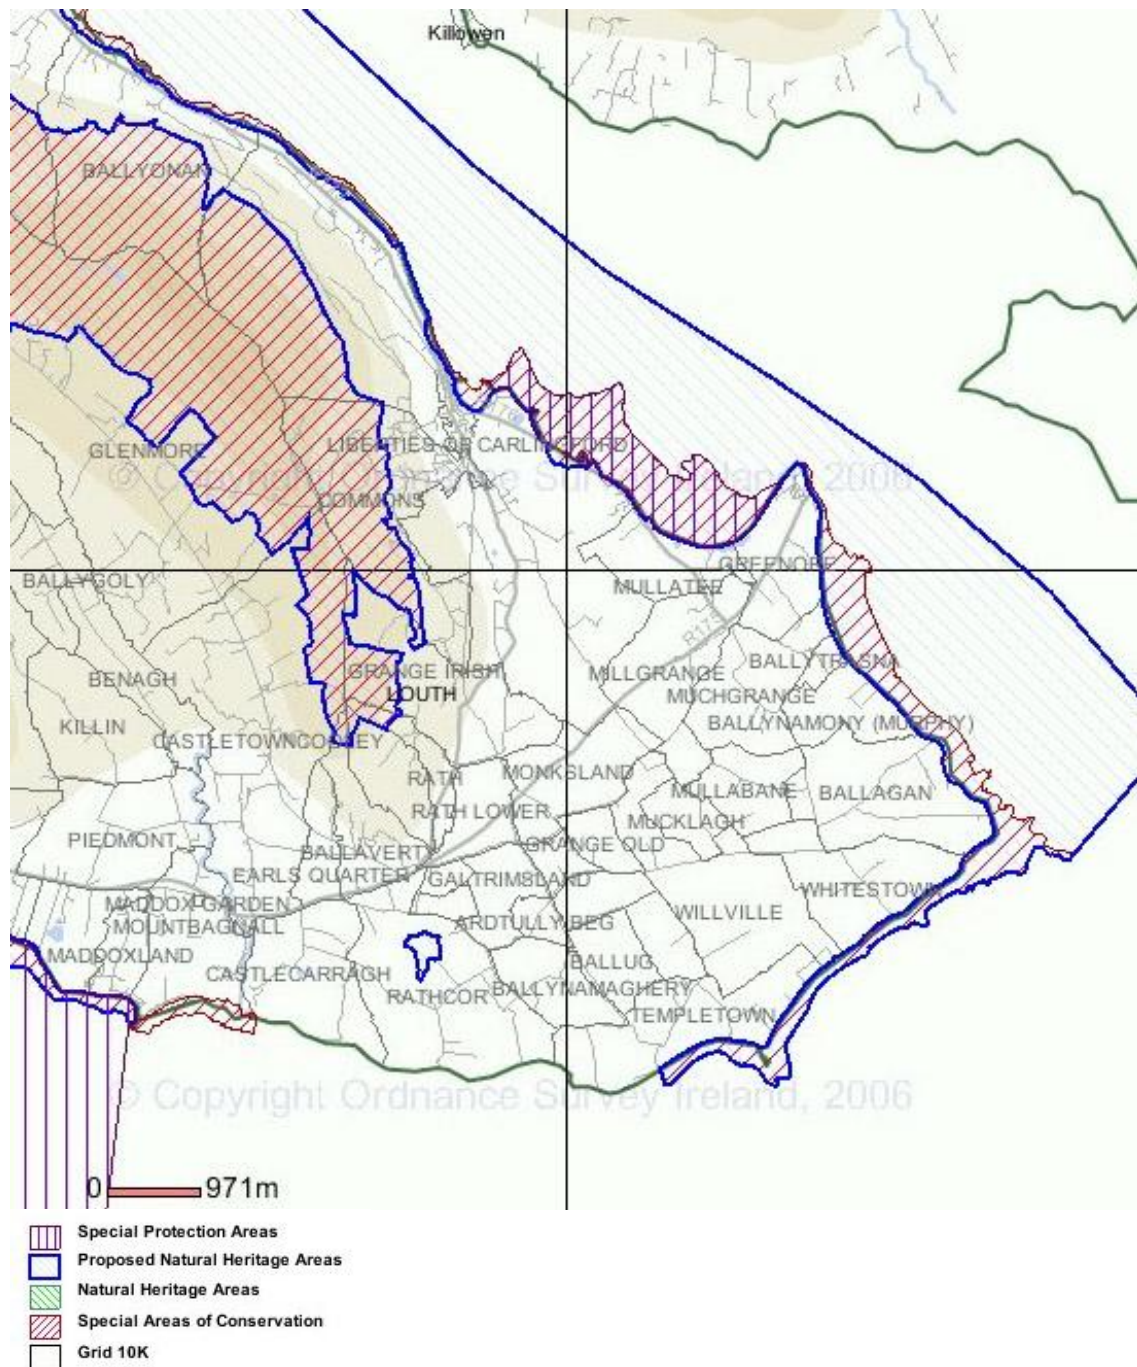 Killowen
BALLYONAN
GLENMORE
LIBERTIES OF CARLINGFORD
© Copyright Ordnance Survey Ireland, 2006
COMMONS
GREENORE
BALLYGOLY
MULLATEE
R175
BALLYTRASNA
GRANGE IRISH
MILLGRANGE
BENAGH
LOUTH
MUCHGRANGE
KILLIN
BALLYNAMONY (MURPHY)
CASTLETOWNCOOLEY
RATH
MONKSLAND
MULLABANE
BALLAGAN
RATH LOWER
MUCKLAGH
PIEDMONT
GRANGE OLD
BALLAVERTY
EARLS QUARTER
GALTRIMSLAND
WHITESTOWN
MADDOX GARDEN
WILLVILLE
MOUNTBAGNALL
ARDTULLY BEG
MADDOXLAND
BALLUG
CASTLECARRAGH
BALLYNAMAGHERY
RATHCOR
TEMPLETOWN
© Copyright Ordnance Survey Ireland, 2006
0 971m
Special Protection Areas
Proposed Natural Heritage Areas
Natural Heritage Areas
Special Areas of Conservation
Grid 10K